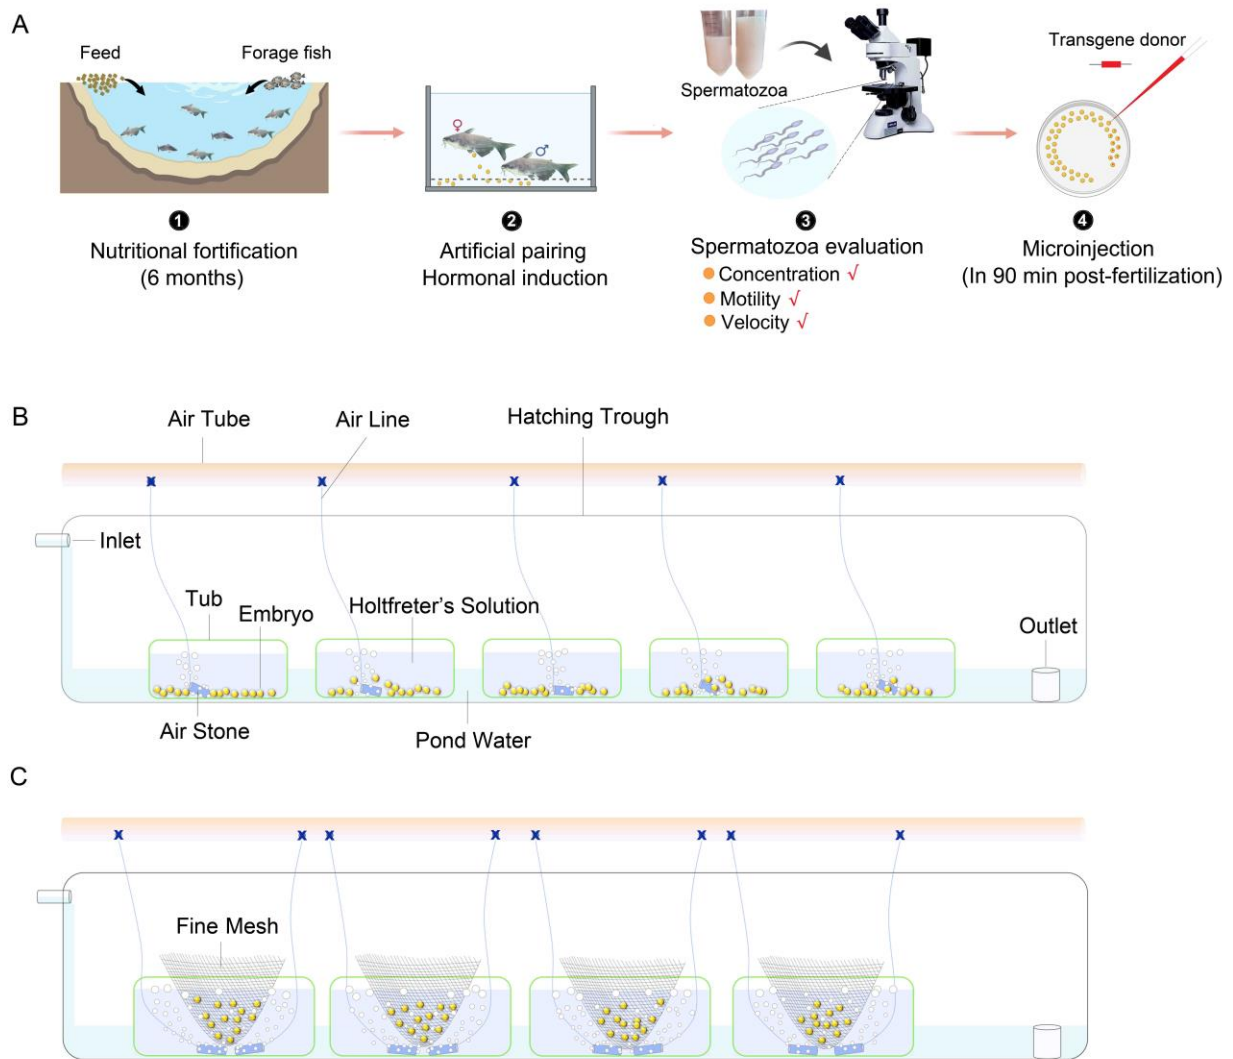 A
Feed
Forage fish
Spermatozoa
Transgene donor
♀
♂
1
Nutritional fortification
(6 months)
2
Artificial pairing
Hormonal induction
3
Spermatozoa evaluation
Concentration √
Motility √
Velocity √
4
Microinjection
(In 90 min post-fertilization)
B
Air Tube
Air Line
Hatching Trough
Inlet
Tub
Embryo
Holtfreter's Solution
Outlet
Air Stone
Pond Water
C
Fine Mesh